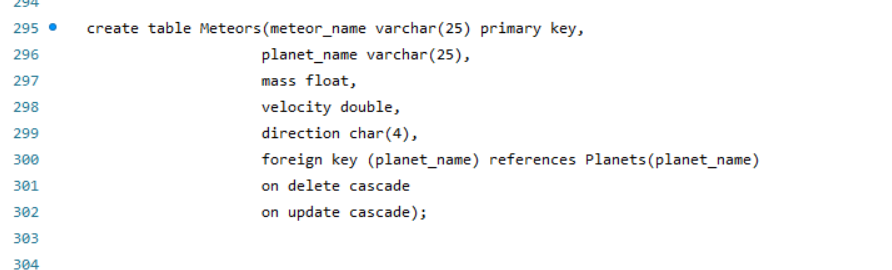 294
295 create table Meteors(meteor_name varchar(25) primary key,
296 planet_name varchar(25),
297 mass float,
298 velocity double,
299 direction char(4),
300 foreign key (planet_name) references Planets(planet_name)
301 on delete cascade
302 on update cascade);
303
304